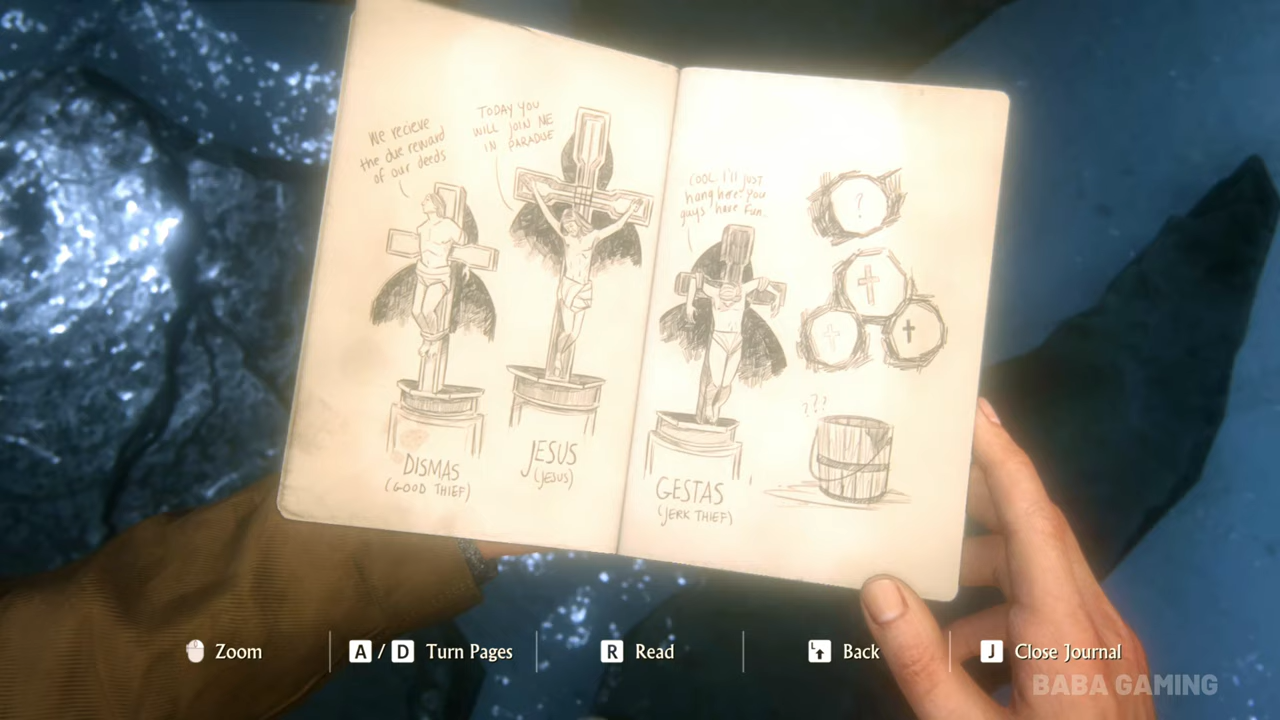 We recieve
the due reward
of our deeds
TODAY YOU
WILL JOIN ME
IN PARADISE
DISMAS
(GOOD THIEF)
JESUS
(JESUS)
COOL. I'll JUST
hang here. You
guys have fun.
GESTAS
(JERK THIEF)
?
???
Zoom
A / D Turn Pages
R Read
L Back
J Close Journal
BABA GAMING